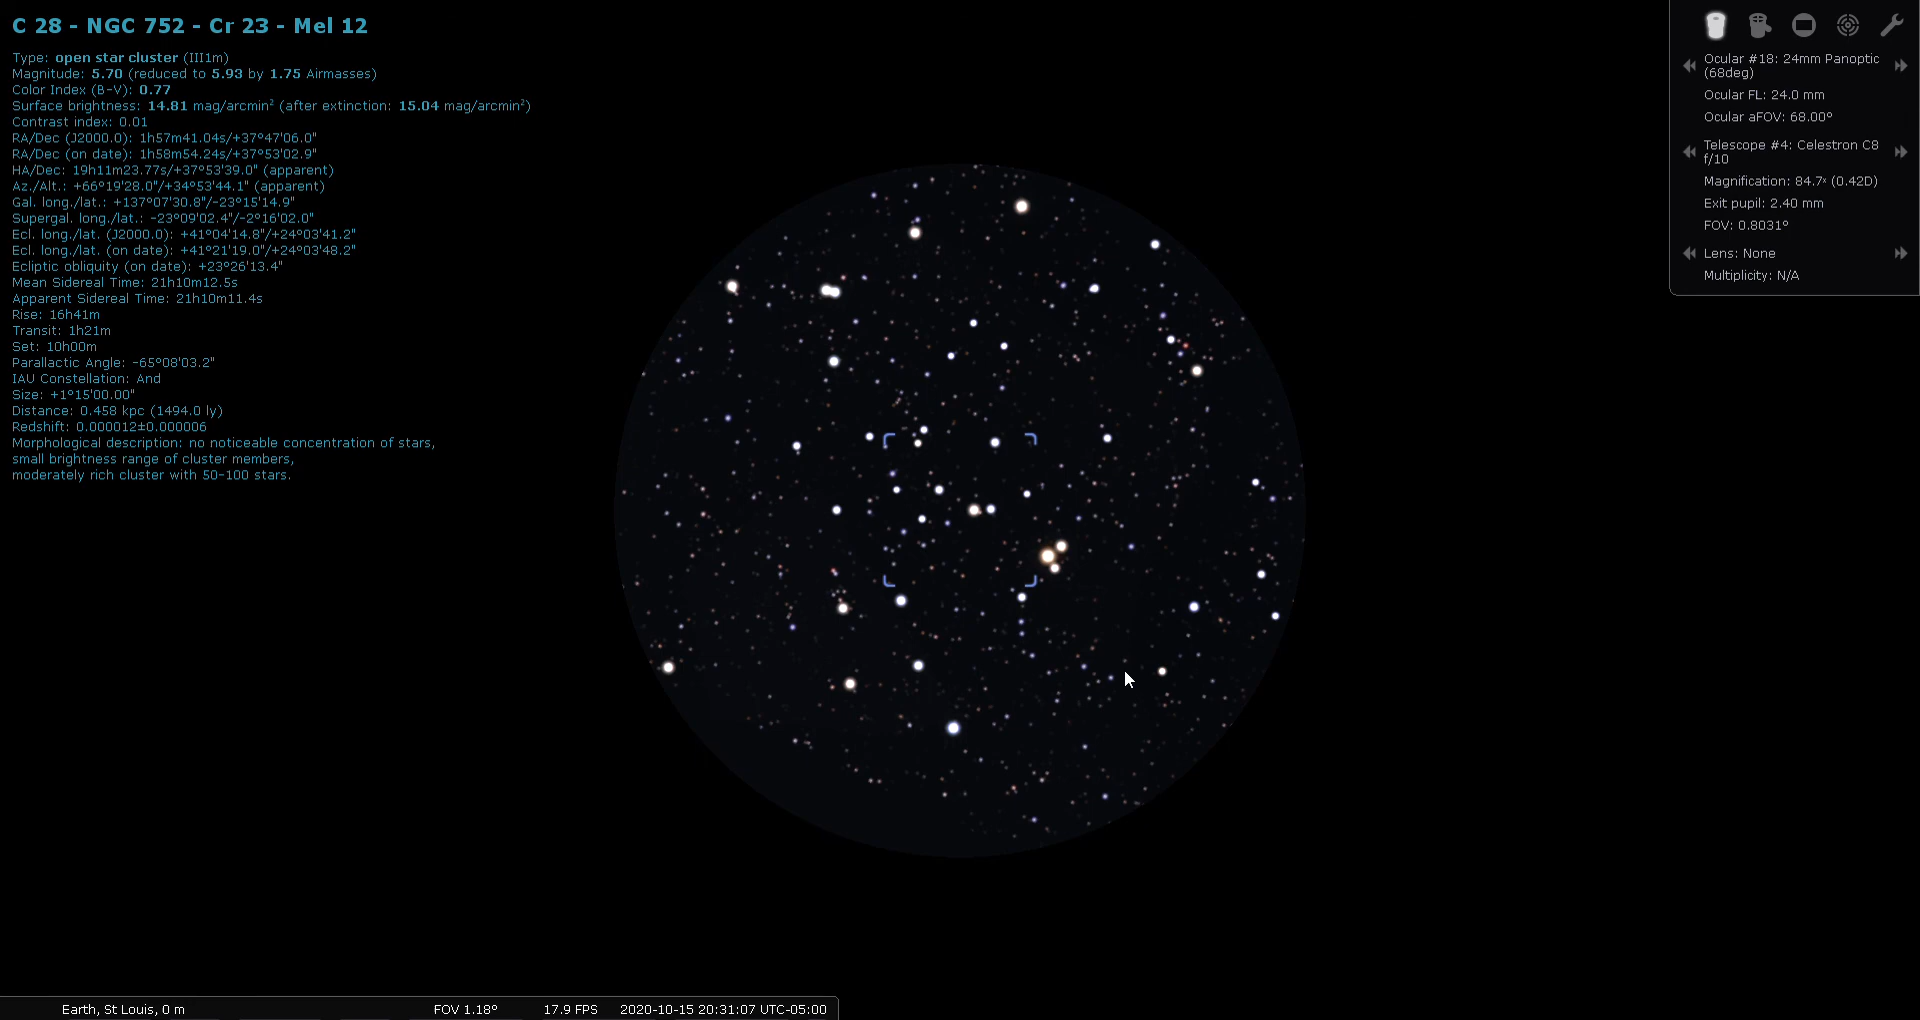 C 28 - NGC 752 - Cr 23 - Mel 12
Type: open star cluster (III1m)
Magnitude: 5.70 (reduced to 5.93 by 1.75 Airmasses)
Color Index (B-V): 0.77
Surface brightness: 14.81 mag/arcmin² (after extinction: 15.04 mag/arcmin²)
Contrast index: 0.01
RA/Dec (J2000.0): 1h57m41.04s/+37°47'06.0"
RA/Dec (on date): 1h58m54.24s/+37°53'02.9"
HA/Dec: 19h11m23.77s/+37°53'39.0" (apparent)
Az./Alt.: +66°19'28.0"/+34°53'44.1" (apparent)
Gal. long./lat.: +137°07'30.8"/-23°15'14.9"
Supergal. long./lat.: -23°09'02.4"/-2°16'02.0"
Ecl. long./lat. (J2000.0): +41°04'14.8"/+24°03'41.2"
Ecl. long./lat. (on date): +41°21'19.0"/+24°03'48.2"
Ecliptic obliquity (on date): +23°26'13.4"
Mean Sidereal Time: 21h10m12.5s
Apparent Sidereal Time: 21h10m11.4s
Rise: 16h41m
Transit: 1h21m
Set: 10h00m
Parallactic Angle: -65°08'03.2"
IAU Constellation: And
Size: +1°15'00.00"
Distance: 0.458 kpc (1494.0 ly)
Redshift: 0.000012±0.000006
Morphological description: no noticeable concentration of stars,
small brightness range of cluster members,
moderately rich cluster with 50-100 stars.
Ocular #18: 24mm Panoptic
(68deg)
Ocular FL: 24.0 mm
Ocular aFOV: 68.00°
Telescope #4: Celestron C8
f/10
Magnification: 84.7ˣ (0.42D)
Exit pupil: 2.40 mm
FOV: 0.8031°
Lens: None
Multiplicity: N/A
Earth, St Louis, 0 m FOV 1.18° 17.9 FPS 2020-10-15 20:31:07 UTC-05:00